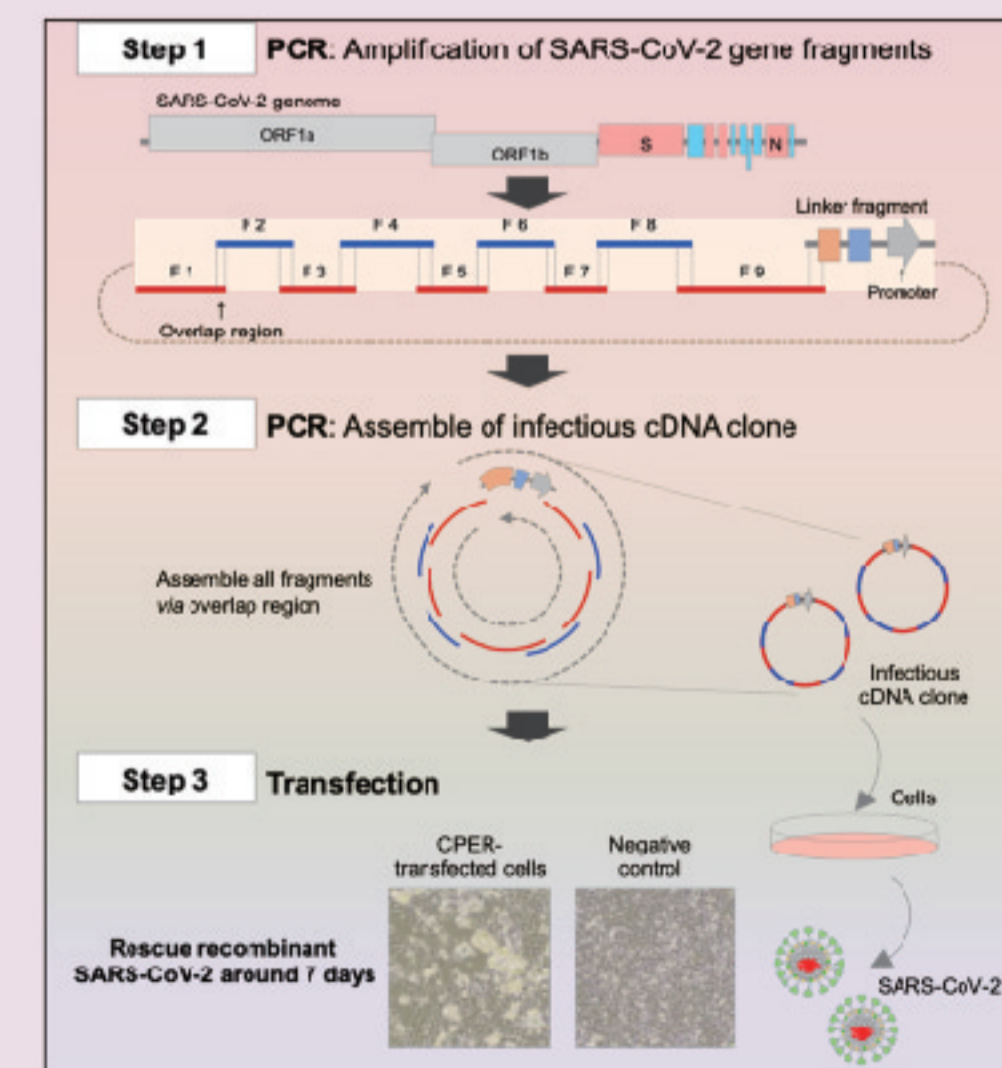 Step 1
PCR: Amplification of SARS-CoV-2 gene fragments
SARS-CoV-2 genome
ORF1a
ORF1b
S
N
Linker fragment
F 2
F 4
F 6
F 8
F 1
F 3
F 5
F 7
F 9
Promoter
Overlap region
Step 2
PCR: Assemble of infectious cDNA clone
Assemble all fragments
via overlap region
Infectious
cDNA clone
Step 3
Transfection
Cells
CPER-
transfected cells
Negative
control
Rescue recombinant
SARS-CoV-2 around 7 days
SARS-CoV-2